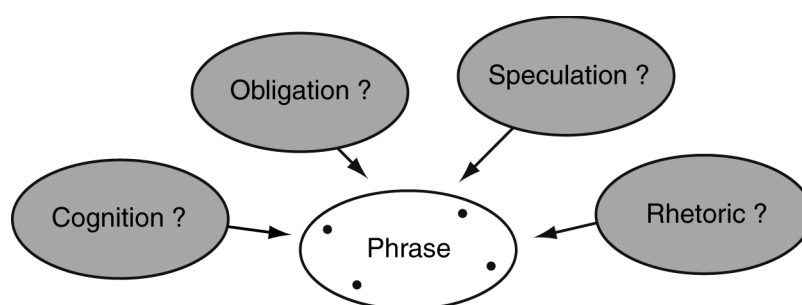 Obligation ?
Speculation ?
Cognition ?
Rhetoric ?
Phrase